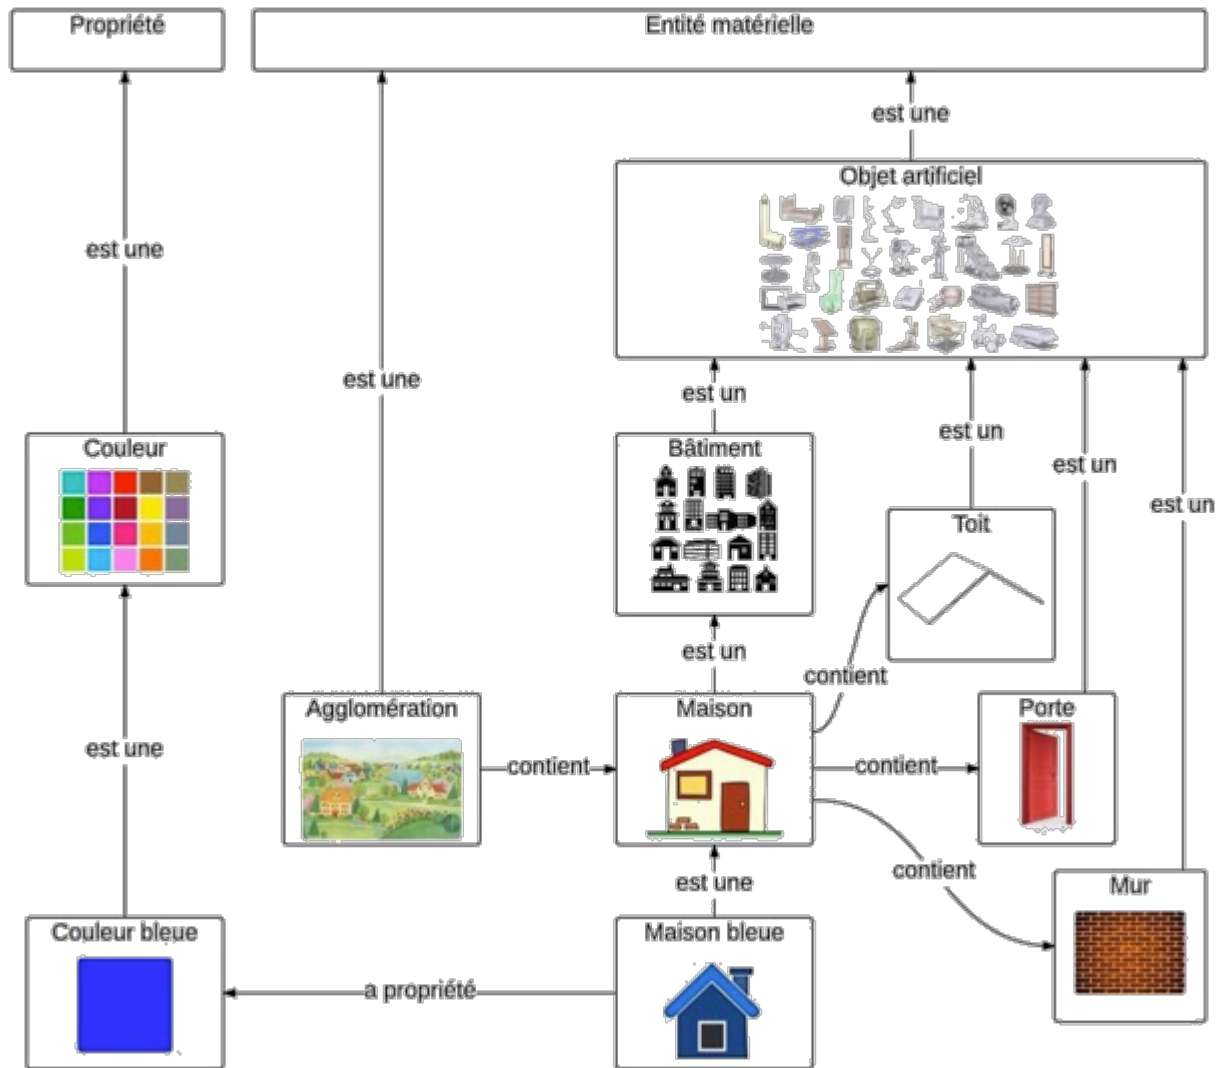 Propriété
Entité matérielle
est une
Objet artificiel
est une
est une
est un
est un
est un
est un
Couleur
Bâtiment
Toit
est un
contient
Agglomération
Maison
Porte
est une
contient
contient
contient
est une
Mur
Couleur bleue
Maison bleue
a propriété